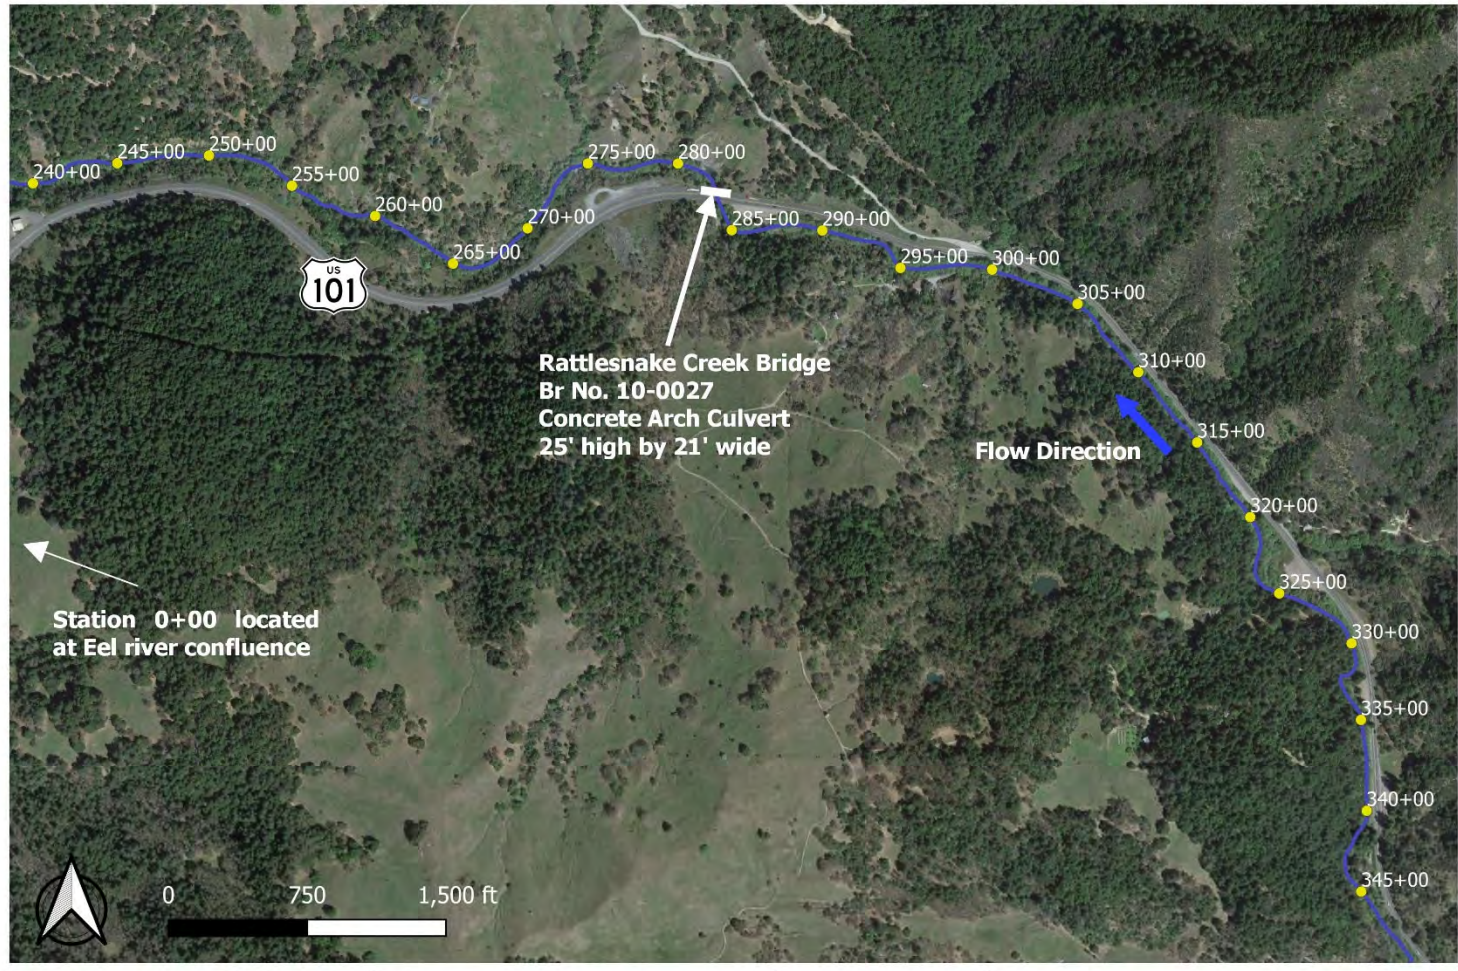 250+00
245+00
275+00
280+00
240+00
255+00
260+00
270+00
285+00
290+00
265+00
295+00
300+00
US
101
305+00
310+00
Rattlesnake Creek Bridge
Br No. 10-0027
Concrete Arch Culvert
25' high by 21' wide
315+00
Flow Direction
320+00
325+00
Station 0+00 located
at Eel river confluence
330+00
335+00
340+00
345+00
0 750 1,500 ft